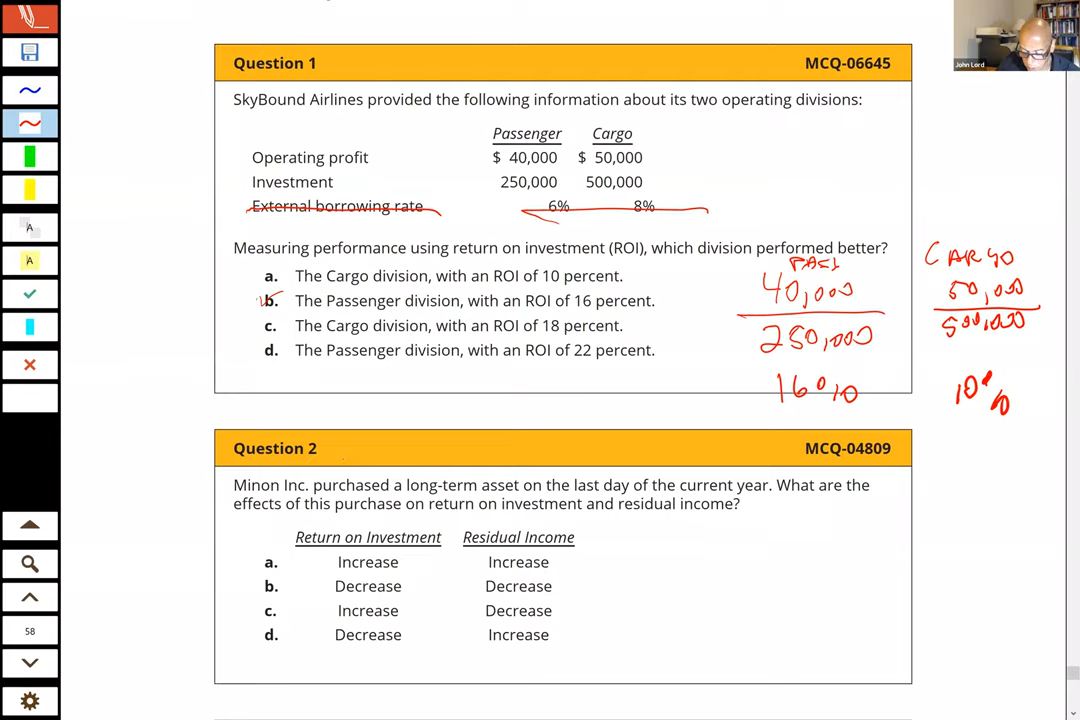 John Lord
Question 1 MCQ-06645
SkyBound Airlines provided the following information about its two operating divisions:
Passenger Cargo
Operating profit $ 40,000 $ 50,000
Investment 250,000 500,000
External borrowing rate 6% 8%
Measuring performance using return on investment (ROI), which division performed better?
a. The Cargo division, with an ROI of 10 percent.
b. The Passenger division, with an ROI of 16 percent.
c. The Cargo division, with an ROI of 18 percent.
d. The Passenger division, with an ROI of 22 percent.
PASS
40,000
250,000
16%
CARGO
50,000
500,000
10%
Question 2 MCQ-04809
Minon Inc. purchased a long-term asset on the last day of the current year. What are the
effects of this purchase on return on investment and residual income?
Return on Investment Residual Income
a. Increase Increase
b. Decrease Decrease
c. Increase Decrease
d. Decrease Increase
A
A
58